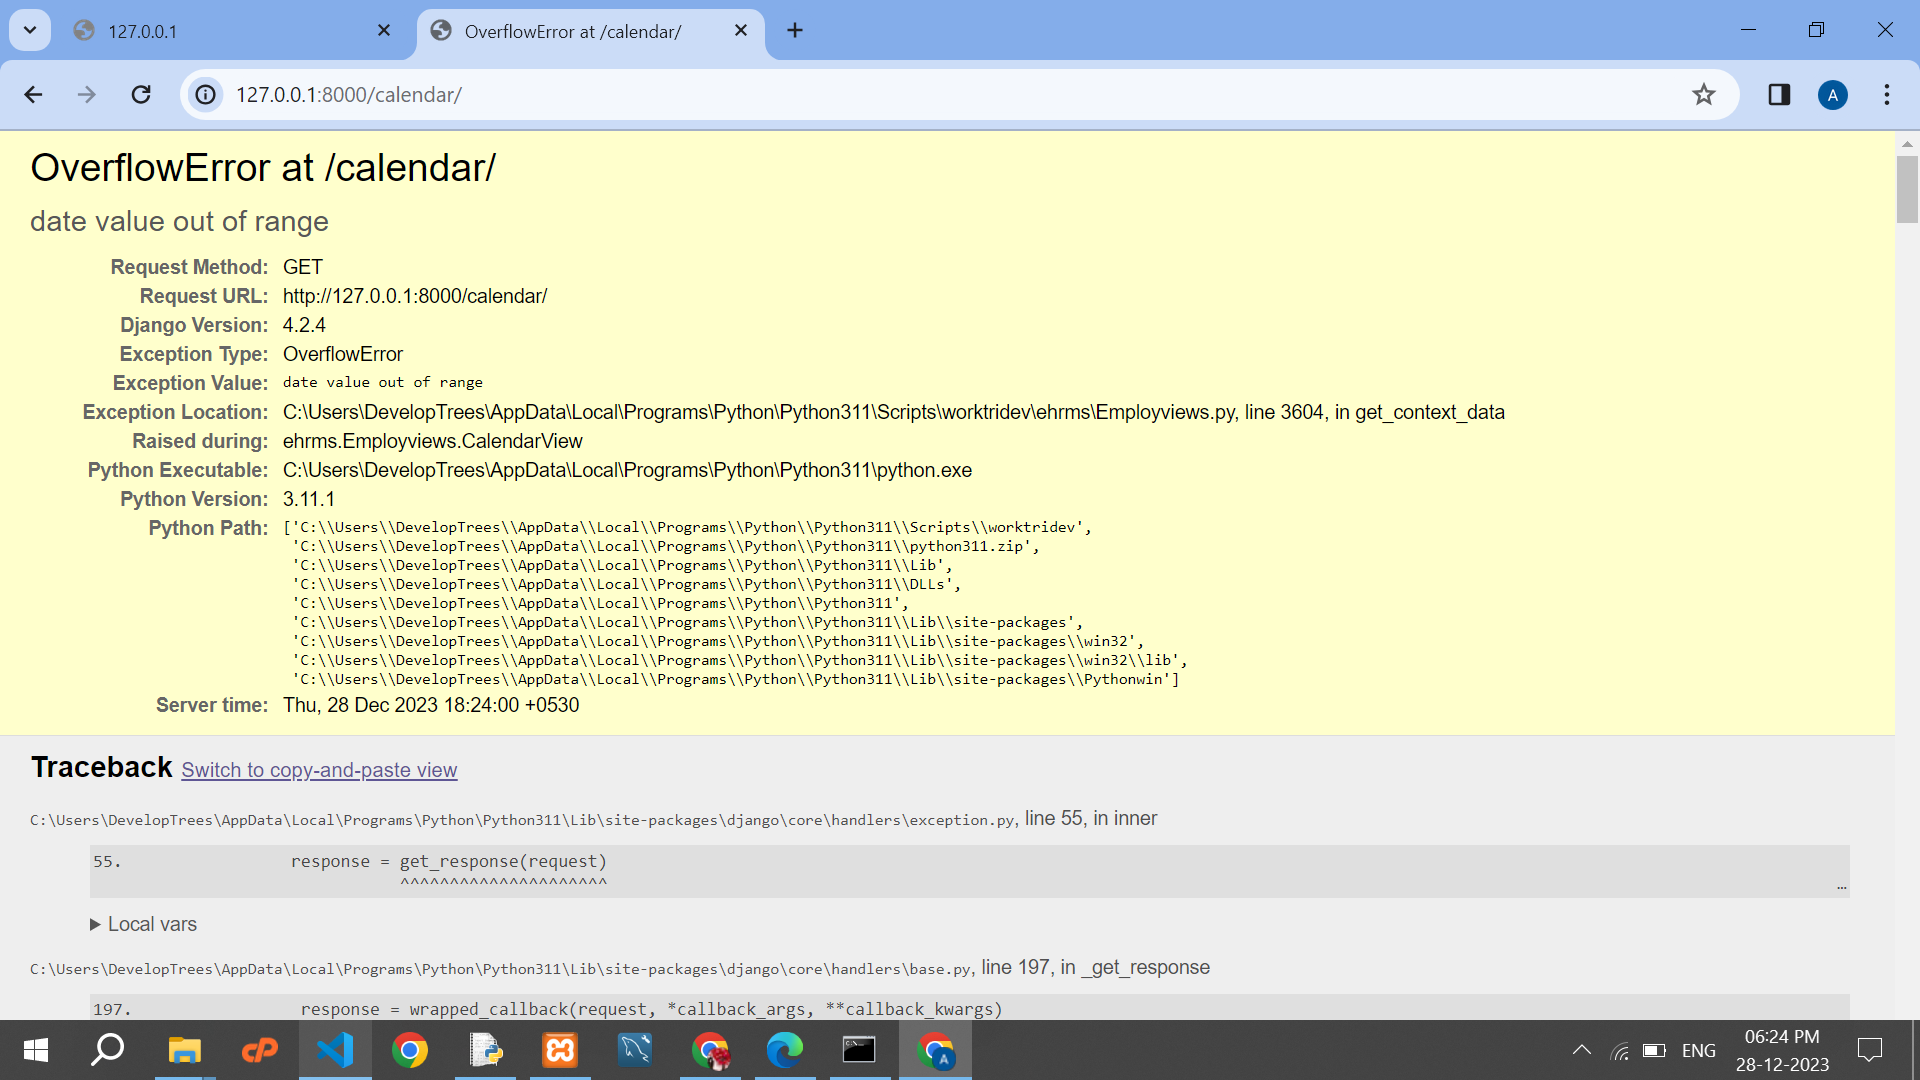 127.0.0.1
OverflowError at /calendar/
127.0.0.1:8000/calendar/
A
OverflowError at /calendar/
date value out of range
Request Method: GET
Request URL: http://127.0.0.1:8000/calendar/
Django Version: 4.2.4
Exception Type: OverflowError
Exception Value: date value out of range
Exception Location: C:\Users\DevelopTrees\AppData\Local\Programs\Python\Python311\Scripts\worktridev\ehrms\Employviews.py, line 3604, in get_context_data
Raised during: ehrms.Employviews.CalendarView
Python Executable: C:\Users\DevelopTrees\AppData\Local\Programs\Python\Python311\python.exe
Python Version: 3.11.1
Python Path: ['C:\\Users\\DevelopTrees\\AppData\\Local\\Programs\\Python\\Python311\\Scripts\\worktridev',
'C:\\Users\\DevelopTrees\\AppData\\Local\\Programs\\Python\\Python311\\python311.zip',
'C:\\Users\\DevelopTrees\\AppData\\Local\\Programs\\Python\\Python311\\Lib',
'C:\\Users\\DevelopTrees\\AppData\\Local\\Programs\\Python\\Python311\\DLLs',
'C:\\Users\\DevelopTrees\\AppData\\Local\\Programs\\Python\\Python311',
'C:\\Users\\DevelopTrees\\AppData\\Local\\Programs\\Python\\Python311\\Lib\\site-packages',
'C:\\Users\\DevelopTrees\\AppData\\Local\\Programs\\Python\\Python311\\Lib\\site-packages\\win32',
'C:\\Users\\DevelopTrees\\AppData\\Local\\Programs\\Python\\Python311\\Lib\\site-packages\\win32\\lib',
'C:\\Users\\DevelopTrees\\AppData\\Local\\Programs\\Python\\Python311\\Lib\\site-packages\\Pythonwin']
Server time: Thu, 28 Dec 2023 18:24:00 +0530
Traceback Switch to copy-and-paste view
C:\Users\DevelopTrees\AppData\Local\Programs\Python\Python311\Lib\site-packages\django\core\handlers\exception.py, line 55, in inner
55. response = get_response(request)
^^^^^^^^^^^^^^^^^^^^^ …
Local vars
C:\Users\DevelopTrees\AppData\Local\Programs\Python\Python311\Lib\site-packages\django\core\handlers\base.py, line 197, in _get_response
197. response = wrapped_callback(request, *callback_args, **callback_kwargs)
cP
A
ENG
06:24 PM
28-12-2023